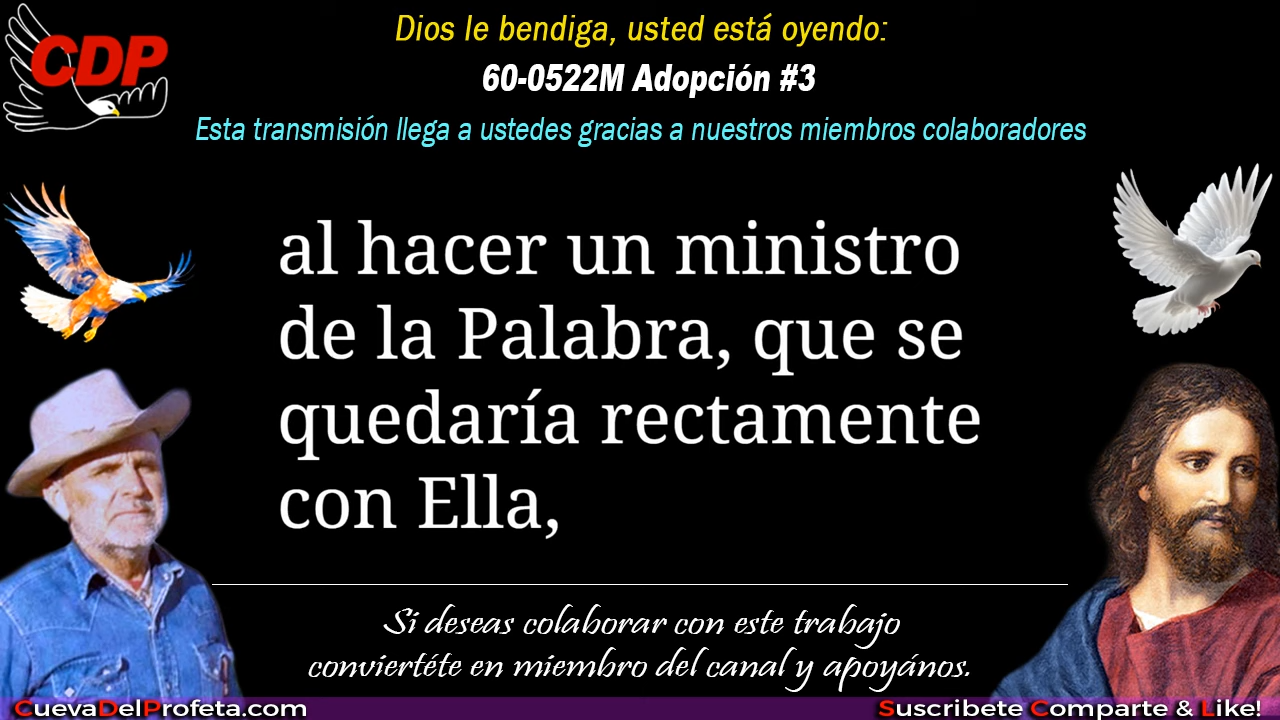 CDP
Dios le bendiga, usted está oyendo:
60-0522M Adopción #3
Esta transmisión llega a ustedes gracias a nuestros miembros colaboradores
al hacer un ministro
de la Palabra, que se
quedaría rectamente
con Ella,
Si deseas colaborar con este trabajo
conviertéte en miembro del canal y apoyános.
CuevaDelProfeta.com
Suscribete Comparte & Like!